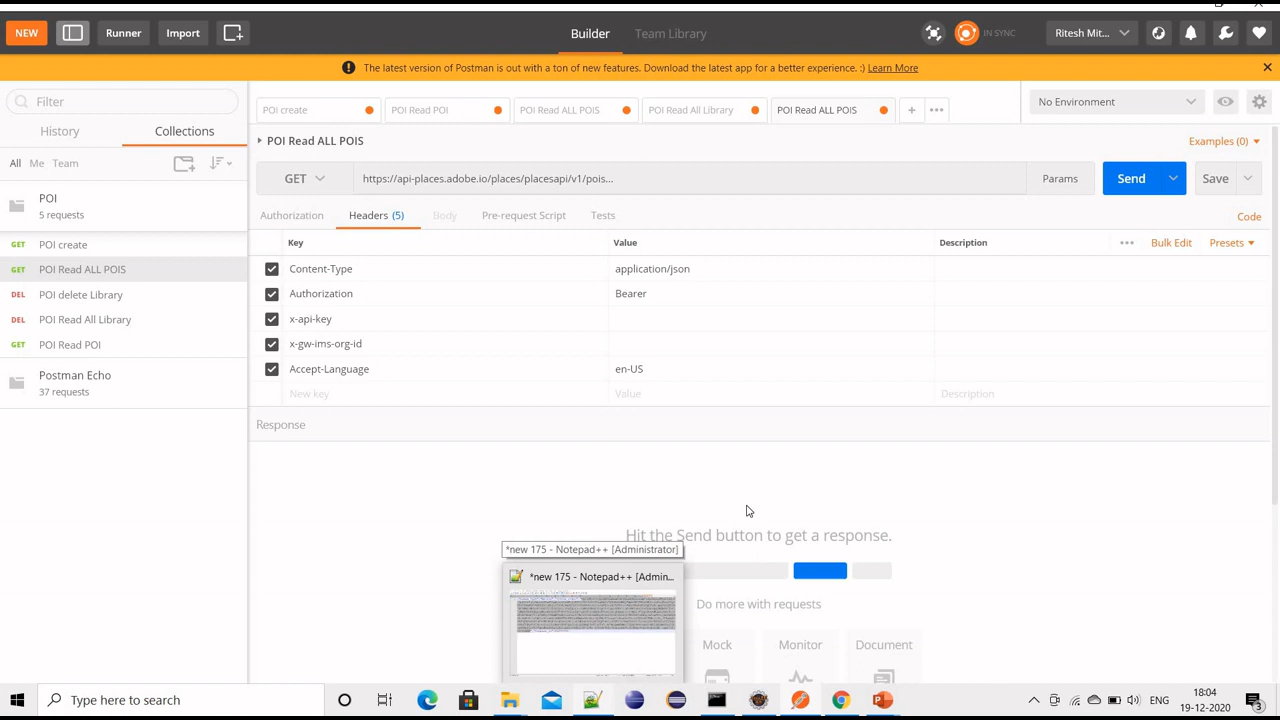 NEW
Runner
Import
Builder
Team Library
IN SYNC
Ritesh Mit...
The latest version of Postman is out with a ton of new features. Download the latest app for a better experience. :) Learn More
Filter
History
Collections
All Me Team
POI
5 requests
GET POI create
GET POI Read ALL POIS
DEL POI delete Library
DEL POI Read All Library
GET POI Read POI
Postman Echo
37 requests
POI create
POI Read POI
POI Read ALL POIS
POI Read All Library
POI Read ALL POIS
No Environment
POI Read ALL POIS
Examples (0)
GET
https://api-places.adobe.io/places/placesapi/v1/pois...
Params
Send
Save
Authorization
Headers (5)
Body
Pre-request Script
Tests
Code
Key Value Description
Bulk Edit
Presets
Content-Type application/json
Authorization Bearer
x-api-key
x-gw-ims-org-id
Accept-Language en-US
New key Value Description
Response
Hit the Send button to get a response.
*new 175 - Notepad++ [Administrator]
*new 175 - Notepad++ [Admin...
Do more with requests
Mock
Monitor
Document
Type here to search
ENG
18:04
19-12-2020
3